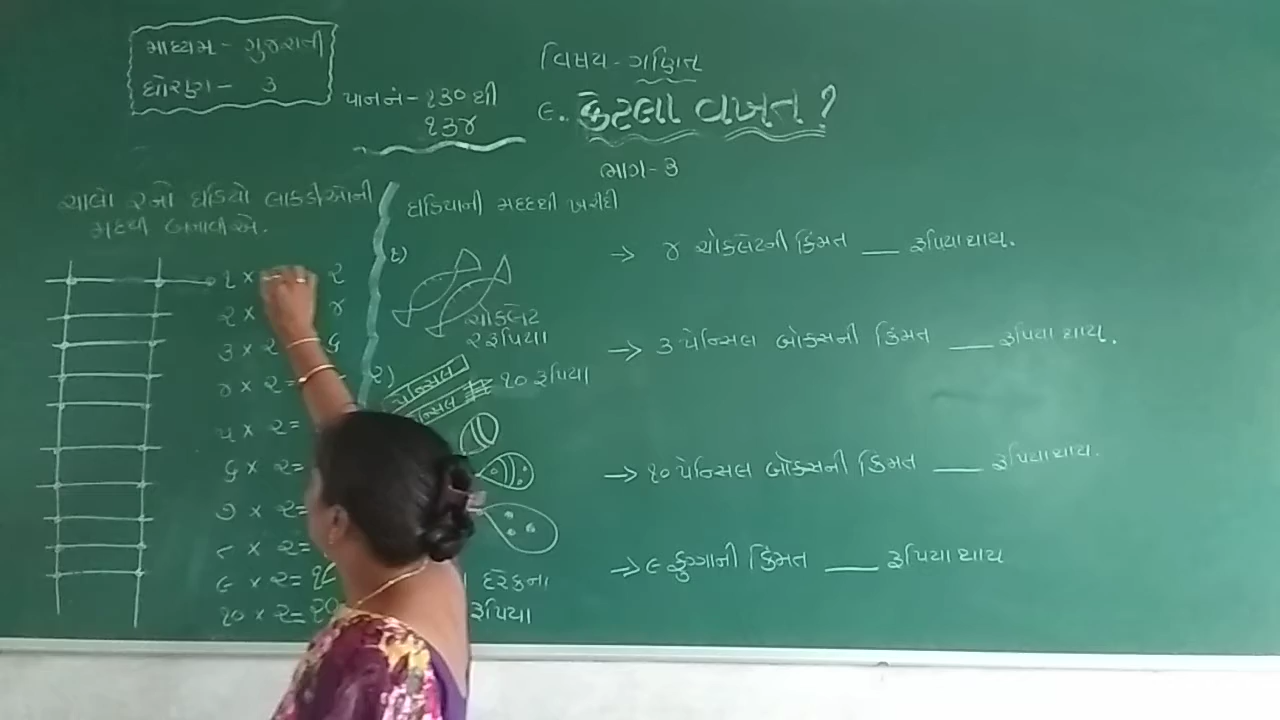 માધ્યમ - ગુજરાતી
ધોરણ - ૩
પાનનં - ૧૩૦ થી
૧૩૪
વિષય - ગણિત
૯. કેટલા વખત ?
ભાગ - ૩
ચાલો ૨નો ઘડિયો લાકડીઓની
મદદથી બનાવીએ.
૧ × ૨
૨ × ૪
૩ × ૨ ૬
૪ × ૨ =
૫ × ૨ =
૬ × ૨ =
૭ × ૨ =
૮ × ૨ =
૯ × ૨ = ૧૮
૧૦ × ૨ = ૨૦
ઘડિયાની મદદથી ખરીદી
૧)
ચોકલેટ
૨ રૂપિયા
૨)
પેન્સિલ
૧૦ રૂપિયા
દરેકના
રૂપિયા
→ ૪ ચોકલેટની કિંમત ___ રૂપિયા થાય.
→ ૩ પેન્સિલ બોક્સની કિંમત ___ રૂપિયા થાય.
→ ૧૦ પેન્સિલ બોક્સની કિંમત ___ રૂપિયા થાય.
→ ૯ ફુગ્ગાની કિંમત ___ રૂપિયા થાય